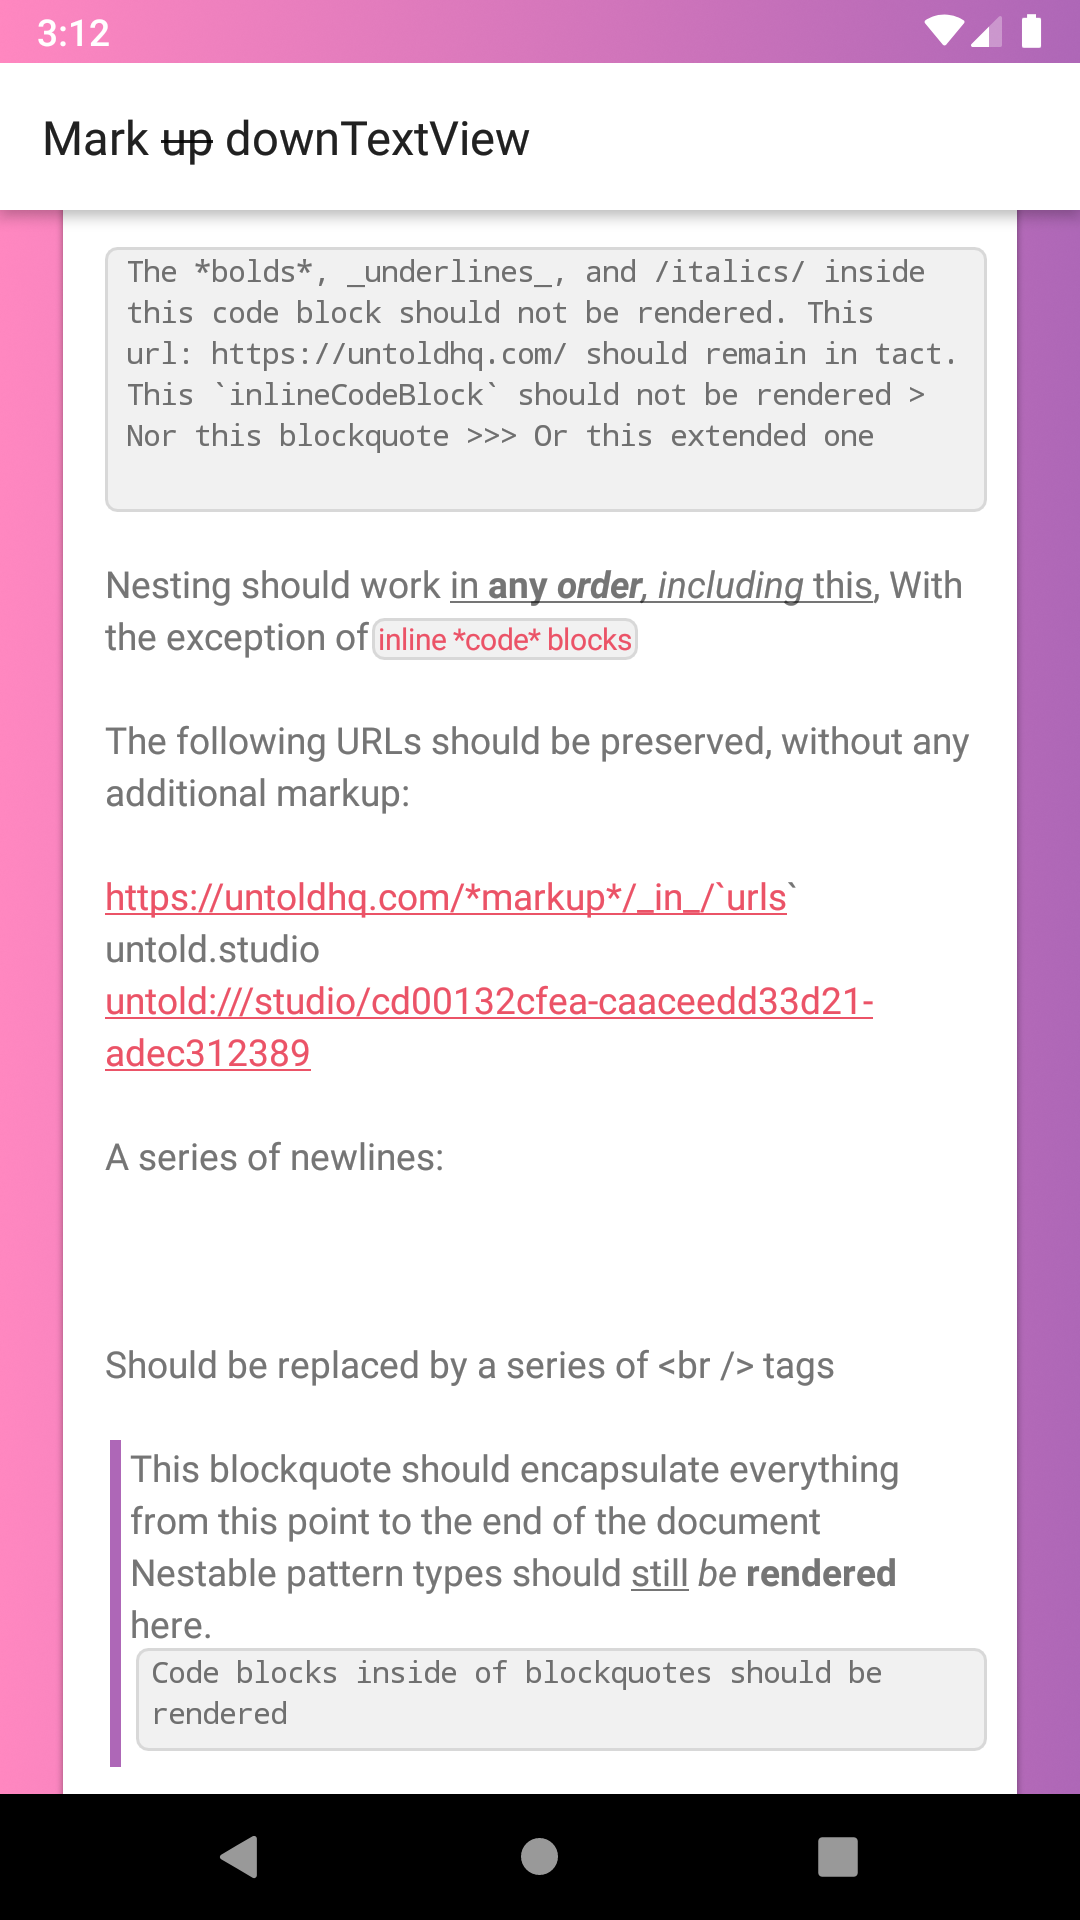 3:12
Mark up downTextView
The *bolds*, _underlines_, and /italics/ inside
this code block should not be rendered. This
url: https://untoldhq.com/ should remain in tact.
This `inlineCodeBlock` should not be rendered >
Nor this blockquote >>> Or this extended one
Nesting should work in any order, including this, With
the exception of inline *code* blocks
The following URLs should be preserved, without any
additional markup:
https://untoldhq.com/*markup*/_in_/`urls`
untold.studio
untold:///studio/cd00132cfea-caaceedd33d21-
adec312389
A series of newlines:
Should be replaced by a series of <br /> tags
This blockquote should encapsulate everything
from this point to the end of the document
Nestable pattern types should still be rendered
here.
Code blocks inside of blockquotes should be
rendered